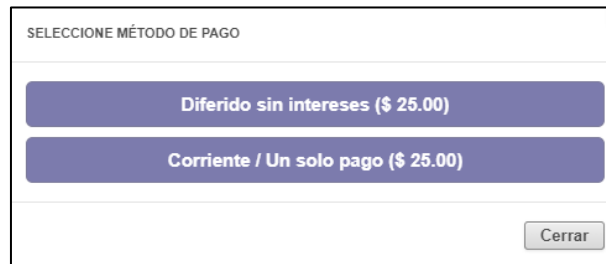 SELECCIONE MÉTODO DE PAGO
Diferido sin intereses ($ 25.00)
Corriente / Un solo pago ($ 25.00)
Cerrar